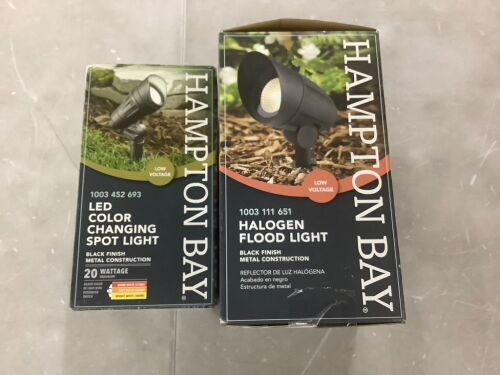 HAMPTON BAY®
LOW
VOLTAGE
1003 452 693
LED
COLOR
CHANGING
SPOT LIGHT
BLACK FINISH
METAL CONSTRUCTION
20 WATTAGE
HAMPTON BAY®
LOW
VOLTAGE
1003 111 651
HALOGEN
FLOOD LIGHT
BLACK FINISH
METAL CONSTRUCTION
REFLECTOR DE LUZ HALÓGENA
Acabado en negro
Estructura de metal